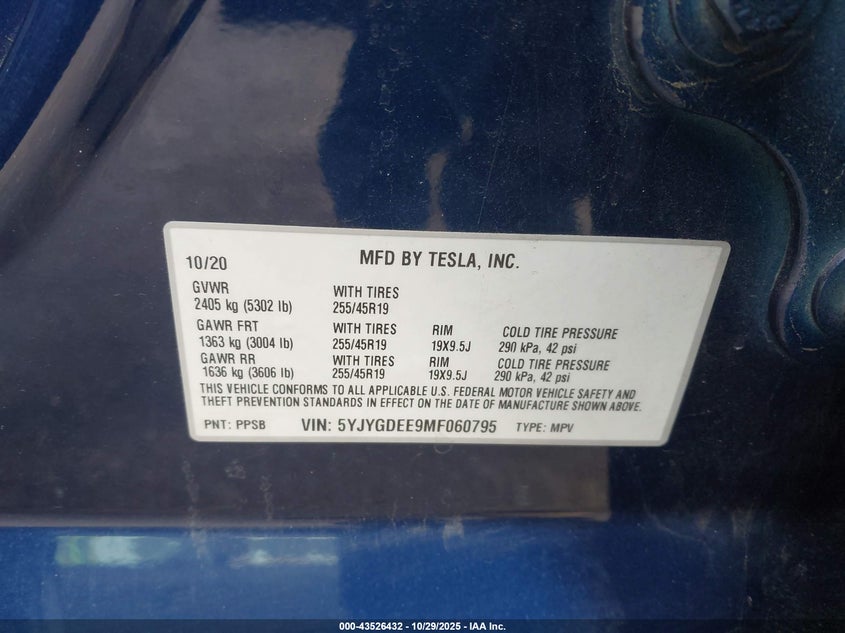 10/20 MFD BY TESLA, INC.
GVWR
2405 kg (5302 lb) WITH TIRES 255/45R19
GAWR FRT WITH TIRES RIM COLD TIRE PRESSURE
1363 kg (3004 lb) 255/45R19 19X9.5J 290 kPa, 42 psi
GAWR RR WITH TIRES RIM COLD TIRE PRESSURE
1636 kg (3606 lb) 255/45R19 19X9.5J 290 kPa, 42 psi
THIS VEHICLE CONFORMS TO ALL APPLICABLE U.S. FEDERAL MOTOR VEHICLE SAFETY AND
THEFT PREVENTION STANDARDS IN EFFECT ON THE DATE OF MANUFACTURE SHOWN ABOVE.
PNT: PPSB VIN: 5YJYGDEE9MF060795 TYPE: MPV
000-43526432 - 10/29/2025 - IAA Inc.